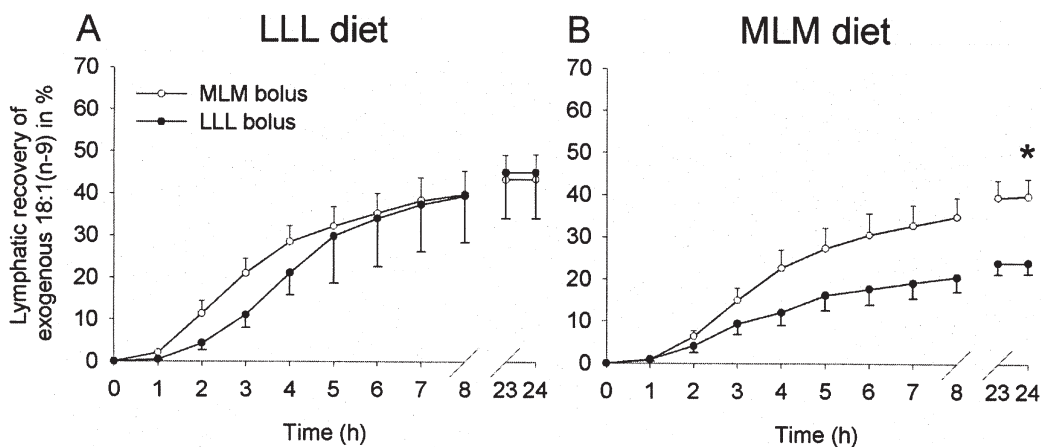 A
LLL diet
B
MLM diet
Lymphatic recovery of
exogenous 18:1(n-9) in %
70
60
50
40
30
20
10
0
MLM bolus
LLL bolus
0 1 2 3 4 5 6 7 8 23 24
Time (h)
70
60
50
40
30
20
10
0
*
0 1 2 3 4 5 6 7 8 23 24
Time (h)